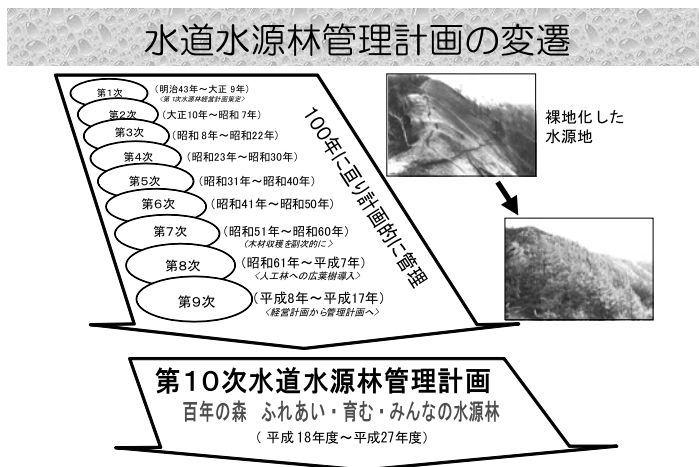 水道水源林管理計画の変遷
第1次
(明治43年～大正 9年)
<第1次水源林経営計画策定>
第2次
(大正10年～昭和 7年)
第3次
(昭和 8年～昭和22年)
第4次
(昭和23年～昭和30年)
第5次
(昭和31年～昭和40年)
第6次
(昭和41年～昭和50年)
第7次
(昭和51年～昭和60年)
<木材収穫を副次的に>
第8次
(昭和61年～平成7年)
<人工林への広葉樹導入>
第9次
(平成8年～平成17年)
<経営計画から管理計画へ>
100年に亘り計画的に管理
裸地化した
水源地
第10次水道水源林管理計画
百年の森 ふれあい・育む・みんなの水源林
( 平成18年度～平成27年度)